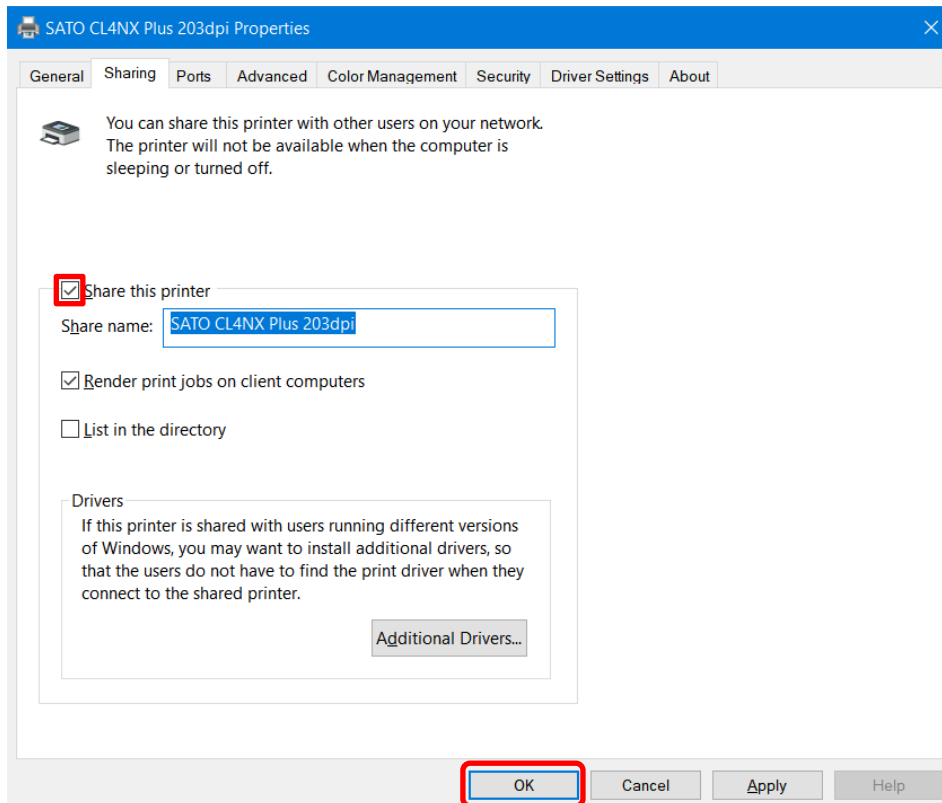 SATO CL4NX Plus 203dpi Properties
General Sharing Ports Advanced Color Management Security Driver Settings About
You can share this printer with other users on your network.
The printer will not be available when the computer is
sleeping or turned off.
Share this printer
Share name: SATO CL4NX Plus 203dpi
Render print jobs on client computers
List in the directory
Drivers
If this printer is shared with users running different versions
of Windows, you may want to install additional drivers, so
that the users do not have to find the print driver when they
connect to the shared printer.
Additional Drivers...
OK Cancel Apply Help